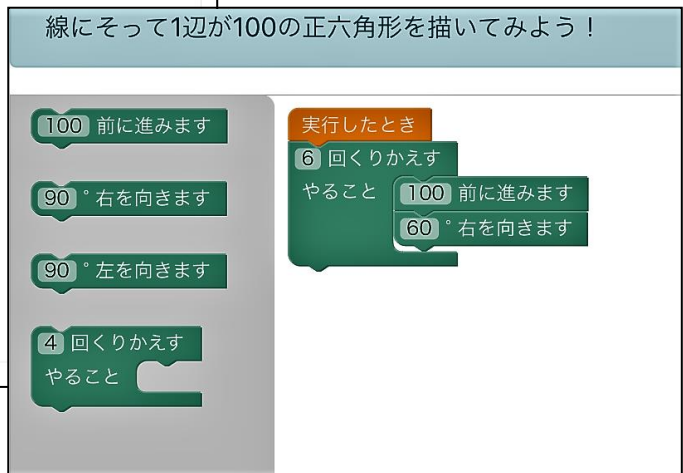 線にそって1辺が100の正六角形を描いてみよう！
100 前に進みます
90 °右を向きます
90 °左を向きます
4 回くりかえす
やること
実行したとき
6 回くりかえす
やること 100 前に進みます
60 °右を向きます